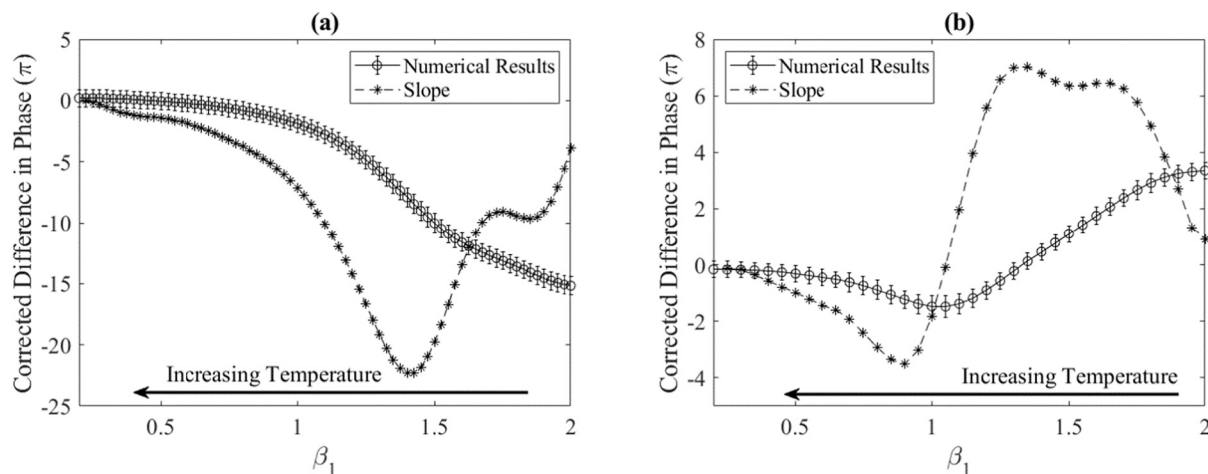 (a)
Corrected Difference in Phase (π)
5
0
-5
-10
-15
-20
-25
Numerical Results
Slope
Increasing Temperature
0.5
1
1.5
2
β₁
(b)
Corrected Difference in Phase (π)
8
6
4
2
0
-2
-4
Numerical Results
Slope
Increasing Temperature
0.5
1
1.5
2
β₁